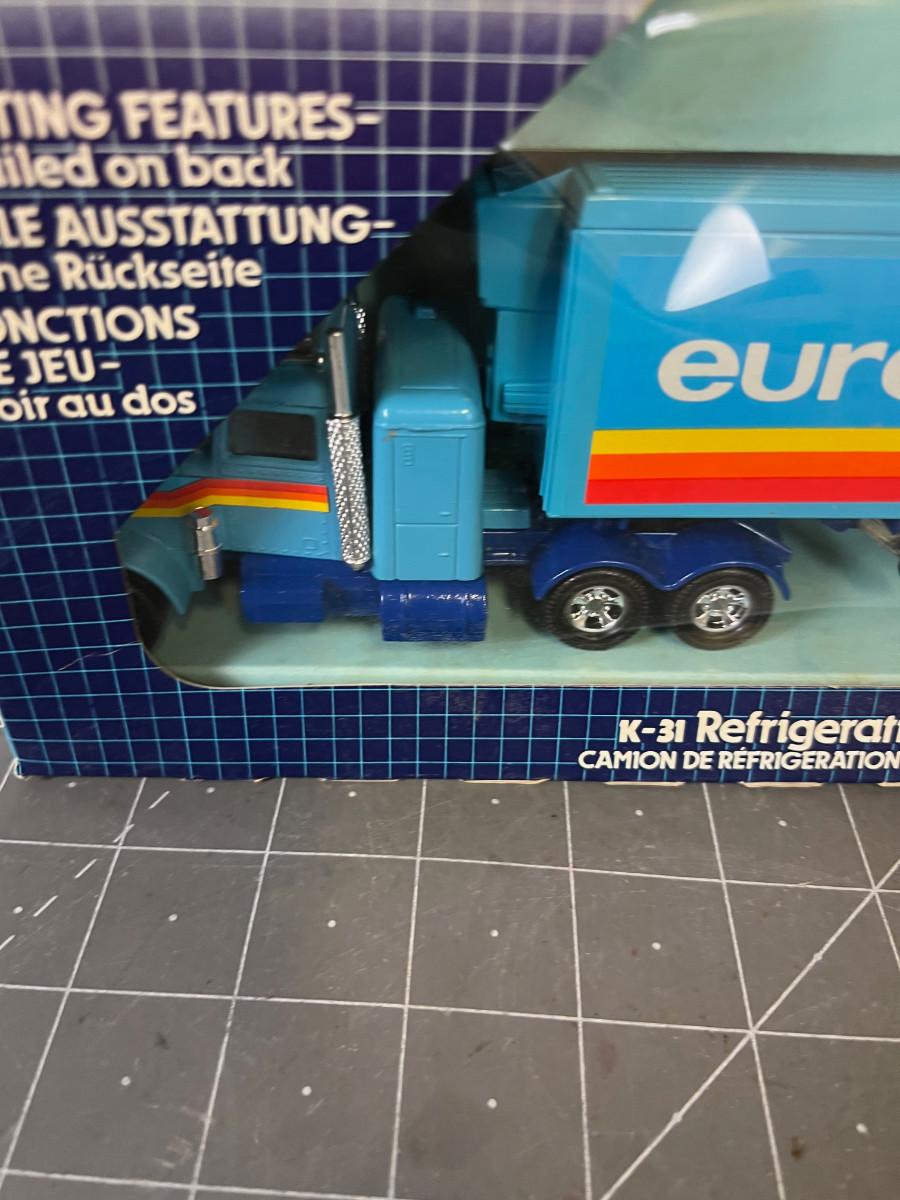 TING FEATURES-
iled on back
LE AUSSTATTUNG-
ne Rückseite
ONCTIONS
E JEU-
oir au dos
euro
K-31 Refrigerati
CAMION DE RÉFRIGERATION